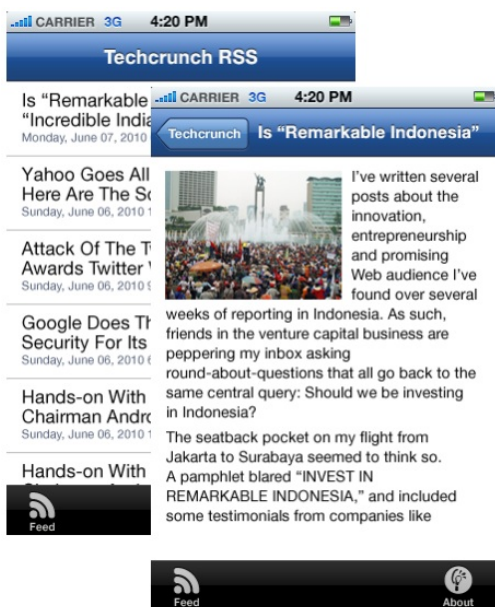 CARRIER 3G 4:20 PM
Techcrunch RSS
Is “Remarkable
“Incredible India
Monday, June 07, 2010
Yahoo Goes All
Here Are The
Sunday, June 06, 2010
Attack Of The
Awards Twitter
Sunday, June 06, 2010
Google Does
Security For Its
Sunday, June 06, 2010
Hands-on With
Chairman
Sunday, June 06, 2010
Hands-on With
Feed
CARRIER 3G 4:20 PM
Techcrunch Is “Remarkable Indonesia”
I've written several
posts about the
innovation,
entrepreneurship
and promising
Web audience I've
found over several
weeks of reporting in Indonesia. As such,
friends in the venture capital business are
peppering my inbox asking
round-about-questions that all go back to the
same central query: Should we be investing
in Indonesia?
The seatback pocket on my flight from
Jakarta to Surabaya seemed to think so.
A pamphlet blared “INVEST IN
REMARKABLE INDONESIA,” and included
some testimonials from companies like
Feed About